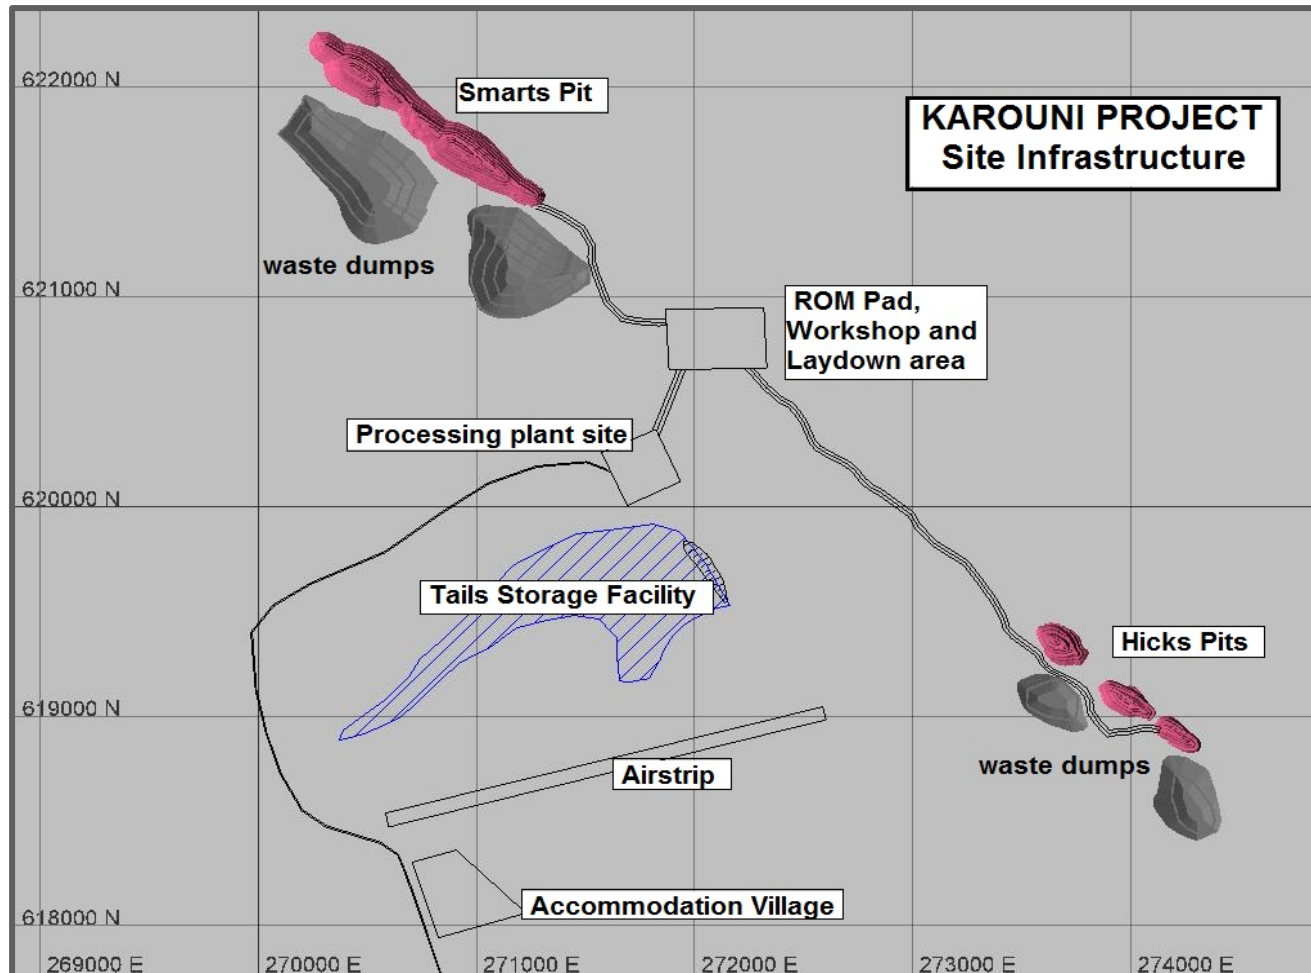 622000 N
Smarts Pit
KAROUNI PROJECT
Site Infrastructure
waste dumps
621000 N
ROM Pad,
Workshop and
Laydown area
Processing plant site
620000 N
Tails Storage Facility
Hicks Pits
619000 N
waste dumps
Airstrip
Accommodation Village
618000 N
269000 E
270000 E
271000 E
272000 E
273000 E
274000 E